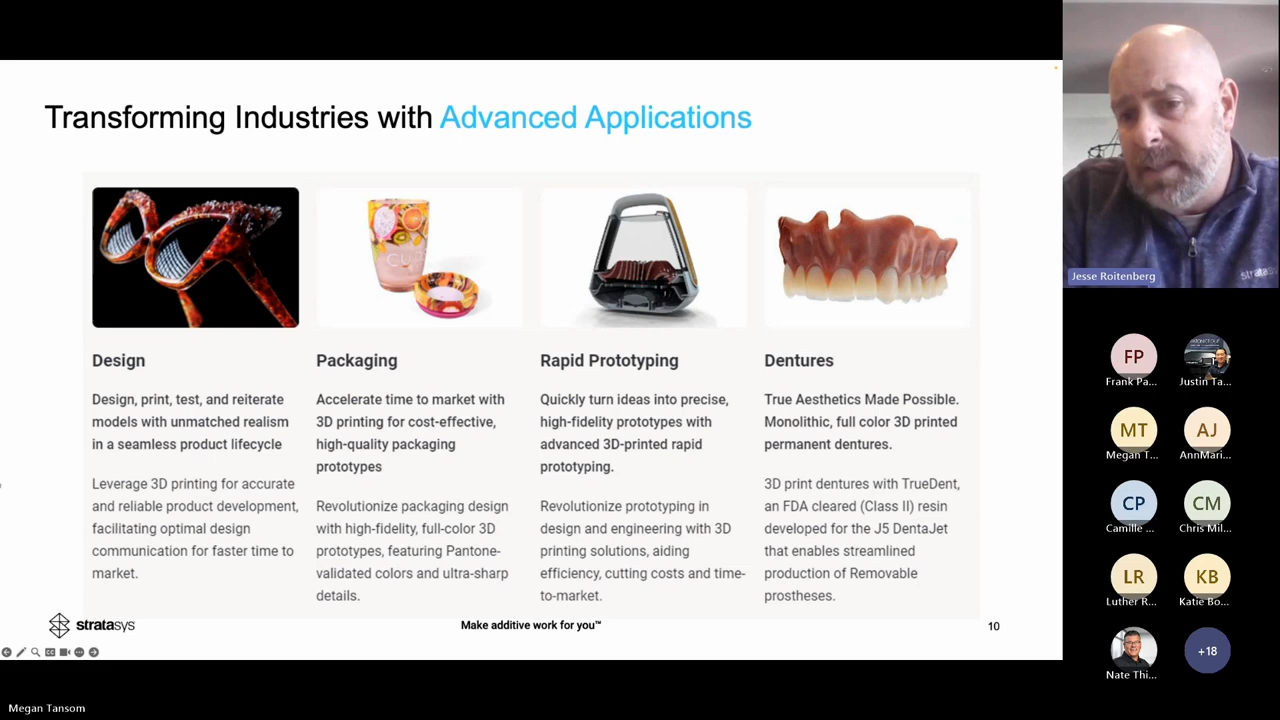 Transforming Industries with Advanced Applications
CUP
Design
Design, print, test, and reiterate
models with unmatched realism
in a seamless product lifecycle
Leverage 3D printing for accurate
and reliable product development,
facilitating optimal design
communication for faster time to
market.
Packaging
Accelerate time to market with
3D printing for cost-effective,
high-quality packaging
prototypes
Revolutionize packaging design
with high-fidelity, full-color 3D
prototypes, featuring Pantone-
validated colors and ultra-sharp
details.
Rapid Prototyping
Quickly turn ideas into precise,
high-fidelity prototypes with
advanced 3D-printed rapid
prototyping.
Revolutionize prototyping in
design and engineering with 3D
printing solutions, aiding
efficiency, cutting costs and time-
to-market.
Dentures
True Aesthetics Made Possible.
Monolithic, full color 3D printed
permanent dentures.
3D print dentures with TrueDent,
an FDA cleared (Class II) resin
developed for the J5 DentaJet
that enables streamlined
production of Removable
prostheses.
stratasys
Make additive work for you™
10
Megan Tansom
Jesse Roitenberg
FP
Frank Pa...
Justin Ta...
MT
Megan T...
AJ
AnnMari...
CP
Camille ...
CM
Chris Mil...
LR
Luther R...
KB
Katie Bo...
Nate Thi...
+18